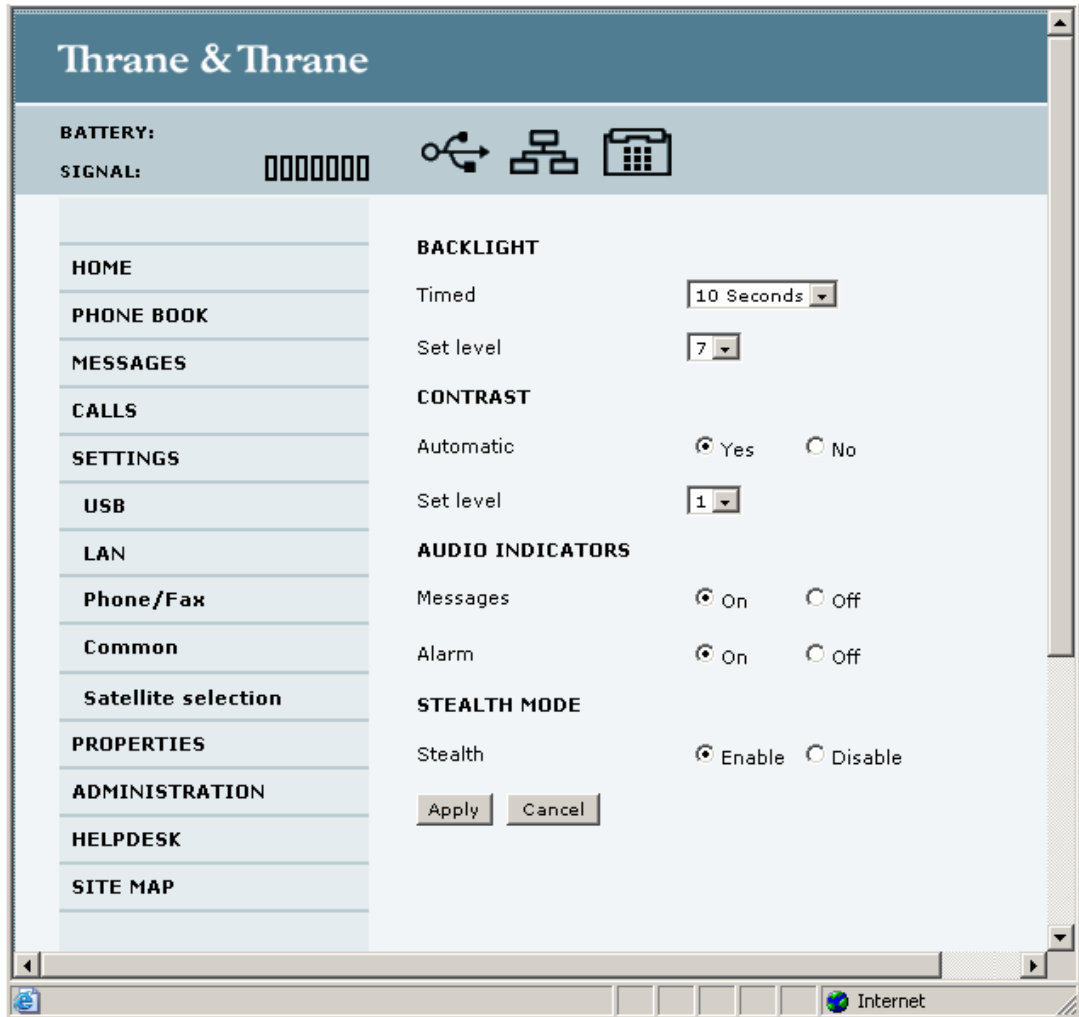 Thrane & Thrane
BATTERY:
SIGNAL:
HOME
PHONE BOOK
MESSAGES
CALLS
SETTINGS
USB
LAN
Phone/Fax
Common
Satellite selection
PROPERTIES
ADMINISTRATION
HELPDESK
SITE MAP
BACKLIGHT
Timed 10 Seconds
Set level 7
CONTRAST
Automatic Yes No
Set level 1
AUDIO INDICATORS
Messages On Off
Alarm On Off
STEALTH MODE
Stealth Enable Disable
Apply Cancel
Internet